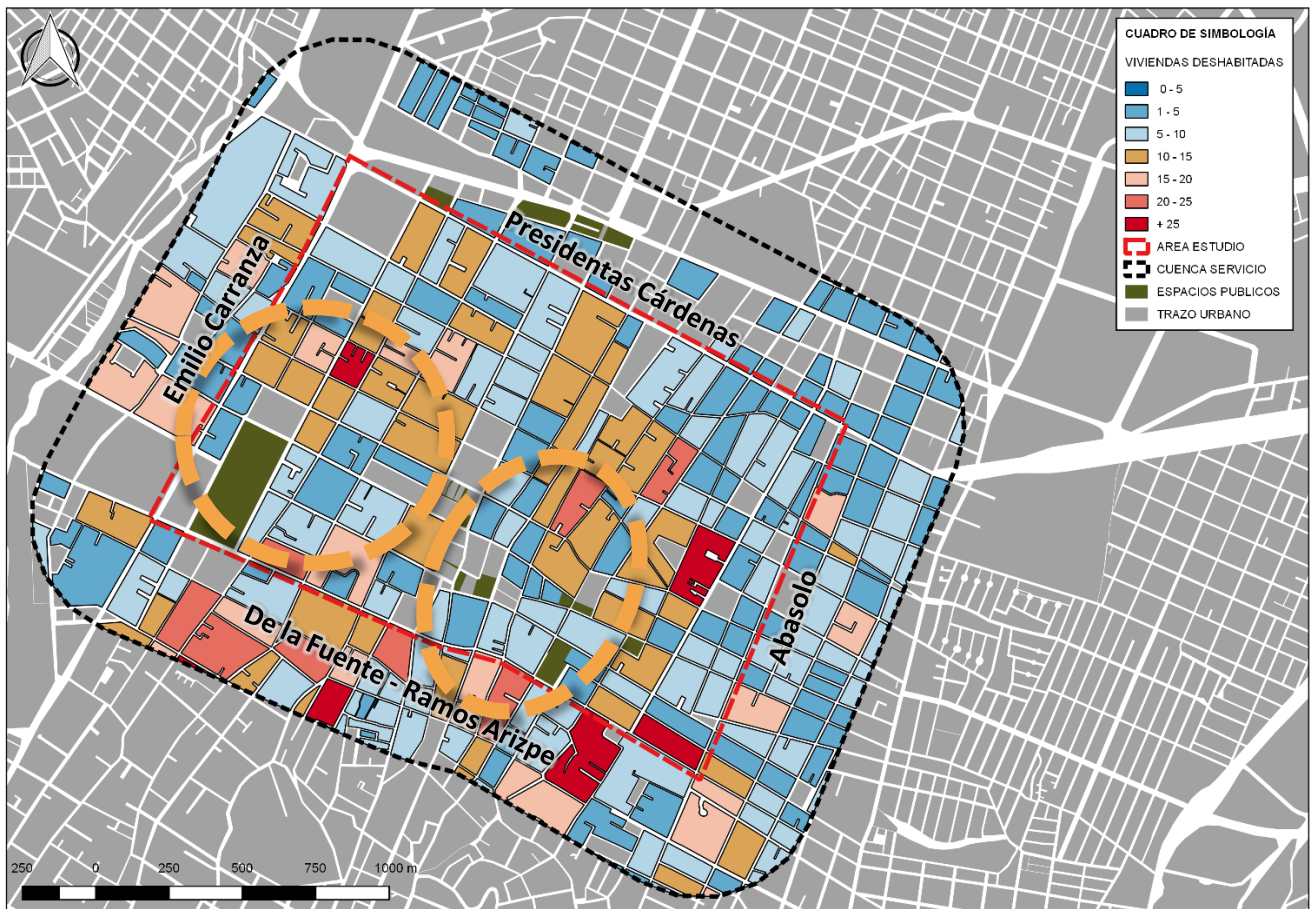 CUADRO DE SIMBOLOGÍA
VIVIENDAS DESHABITADAS
0 - 5
1 - 5
5 - 10
10 - 15
15 - 20
20 - 25
+ 25
AREA ESTUDIO
CUENCA SERVICIO
ESPACIOS PUBLICOS
TRAZO URBANO
Presidentas Cárdenas
Emilio Carranza
Abasolo
De la Fuente - Ramos Arizpe
250 0 250 500 750 1000 m